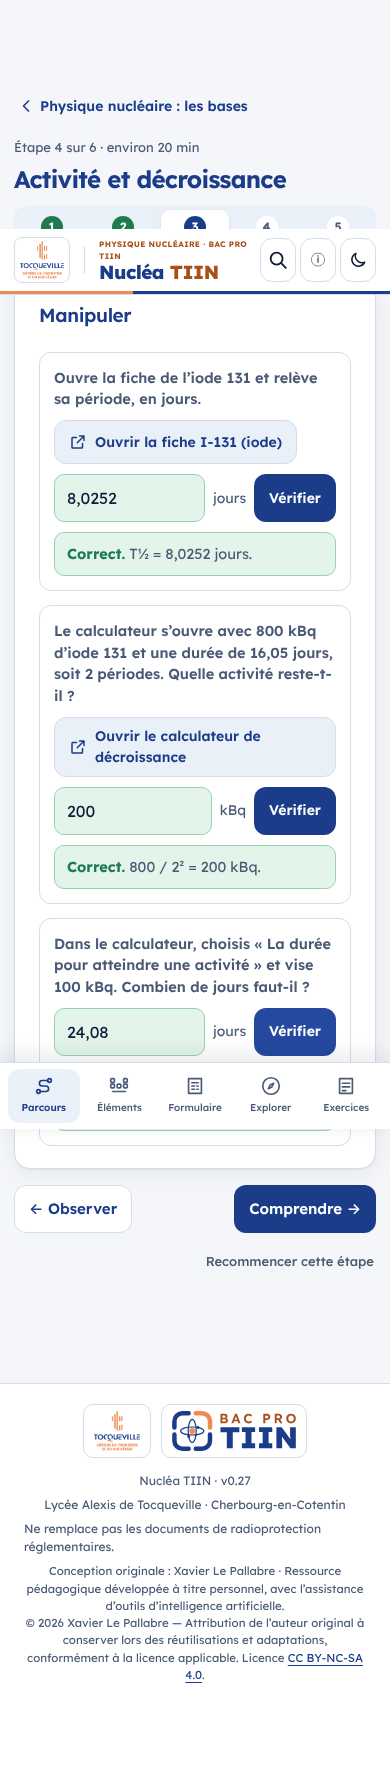 Physique nucléaire : les bases
Étape 4 sur 6 · environ 20 min
Activité et décroissance
1 2 3 4 5
TOCQUEVILLE
PHYSIQUE NUCLÉAIRE · BAC PRO
TIIN
Nucléa TIIN
Manipuler
Ouvre la fiche de l’iode 131 et relève
sa période, en jours.
Ouvrir la fiche I-131 (iode)
8,0252 jours Vérifier
Correct. T½ = 8,0252 jours.
Le calculateur s’ouvre avec 800 kBq
d’iode 131 et une durée de 16,05 jours,
soit 2 périodes. Quelle activité reste-t-
il ?
Ouvrir le calculateur de
décroissance
200 kBq Vérifier
Correct. 800 / 2² = 200 kBq.
Dans le calculateur, choisis « La durée
pour atteindre une activité » et vise
100 kBq. Combien de jours faut-il ?
24,08 jours Vérifier
Parcours Éléments Formulaire Explorer Exercices
← Observer Comprendre →
Recommencer cette étape
TOCQUEVILLE
BAC PRO
TIIN
Nucléa TIIN · v0.27
Lycée Alexis de Tocqueville · Cherbourg-en-Cotentin
Ne remplace pas les documents de radioprotection
réglementaires.
Conception originale : Xavier Le Pallabre · Ressource
pédagogique développée à titre personnel, avec l’assistance
d’outils d’intelligence artificielle.
© 2026 Xavier Le Pallabre — Attribution de l’auteur original à
conserver lors des réutilisations et adaptations,
conformément à la licence applicable. Licence CC BY-NC-SA
4.0.